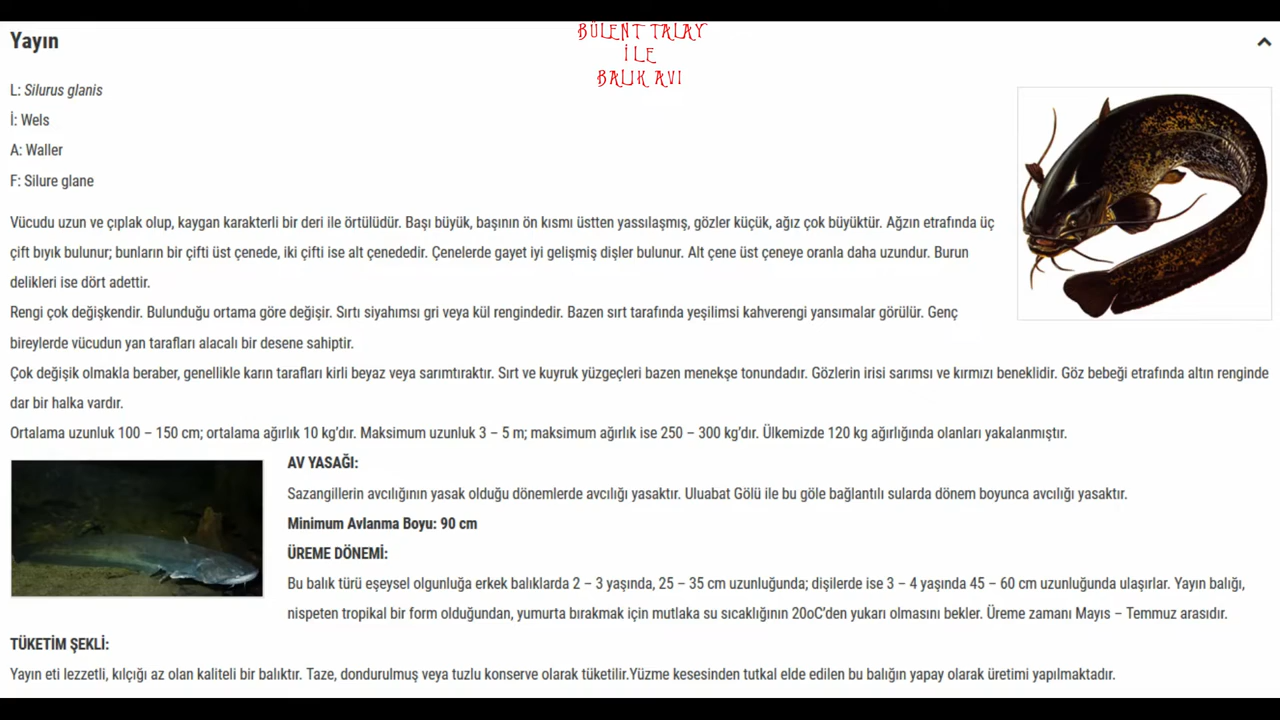 BÜLENT TALAY
İLE
BALIK AVI
Yayın
L: Silurus glanis
İ: Wels
A: Waller
F: Silure glane
Vücudu uzun ve çıplak olup, kaygan karakterli bir deri ile örtülüdür. Başı büyük, başının ön kısmı üstten yassılaşmış, gözler küçük, ağız çok büyüktür. Ağzın etrafında üç
çift bıyık bulunur; bunların bir çifti üst çenede, iki çifti ise alt çenededir. Çenelerde gayet iyi gelişmiş dişler bulunur. Alt çene üst çeneye oranla daha uzundur. Burun
delikleri ise dört adettir.
Rengi çok değişkendir. Bulunduğu ortama göre değişir. Sırtı siyahımsı gri veya kül rengindedir. Bazen sırt tarafında yeşilimsi kahverengi yansımalar görülür. Genç
bireylerde vücudun yan tarafları alacalı bir desene sahiptir.
Çok değişik olmakla beraber, genellikle karın tarafları kirli beyaz veya sarımtıraktır. Sırt ve kuyruk yüzgeçleri bazen menekşe tonundadır. Gözlerin irisi sarımsı ve kırmızı beneklidir. Göz bebeği etrafında altın renginde
dar bir halka vardır.
Ortalama uzunluk 100 – 150 cm; ortalama ağırlık 10 kg’dır. Maksimum uzunluk 3 – 5 m; maksimum ağırlık ise 250 – 300 kg’dır. Ülkemizde 120 kg ağırlığında olanları yakalanmıştır.
AV YASAĞI:
Sazangillerin avcılığının yasak olduğu dönemlerde avcılığı yasaktır. Uluabat Gölü ile bu göle bağlantılı sularda dönem boyunca avcılığı yasaktır.
Minimum Avlanma Boyu: 90 cm
ÜREME DÖNEMİ:
Bu balık türü eşeysel olgunluğa erkek balıklarda 2 – 3 yaşında, 25 – 35 cm uzunluğunda; dişilerde ise 3 – 4 yaşında 45 – 60 cm uzunluğunda ulaşırlar. Yayın balığı,
nispeten tropikal bir form olduğundan, yumurta bırakmak için mutlaka su sıcaklığının 20oC’den yukarı olmasını bekler. Üreme zamanı Mayıs – Temmuz arasıdır.
TÜKETİM ŞEKLİ:
Yayın eti lezzetli, kılçığı az olan kaliteli bir balıktır. Taze, dondurulmuş veya tuzlu konserve olarak tüketilir.Yüzme kesesinden tutkal elde edilen bu balığın yapay olarak üretimi yapılmaktadır.